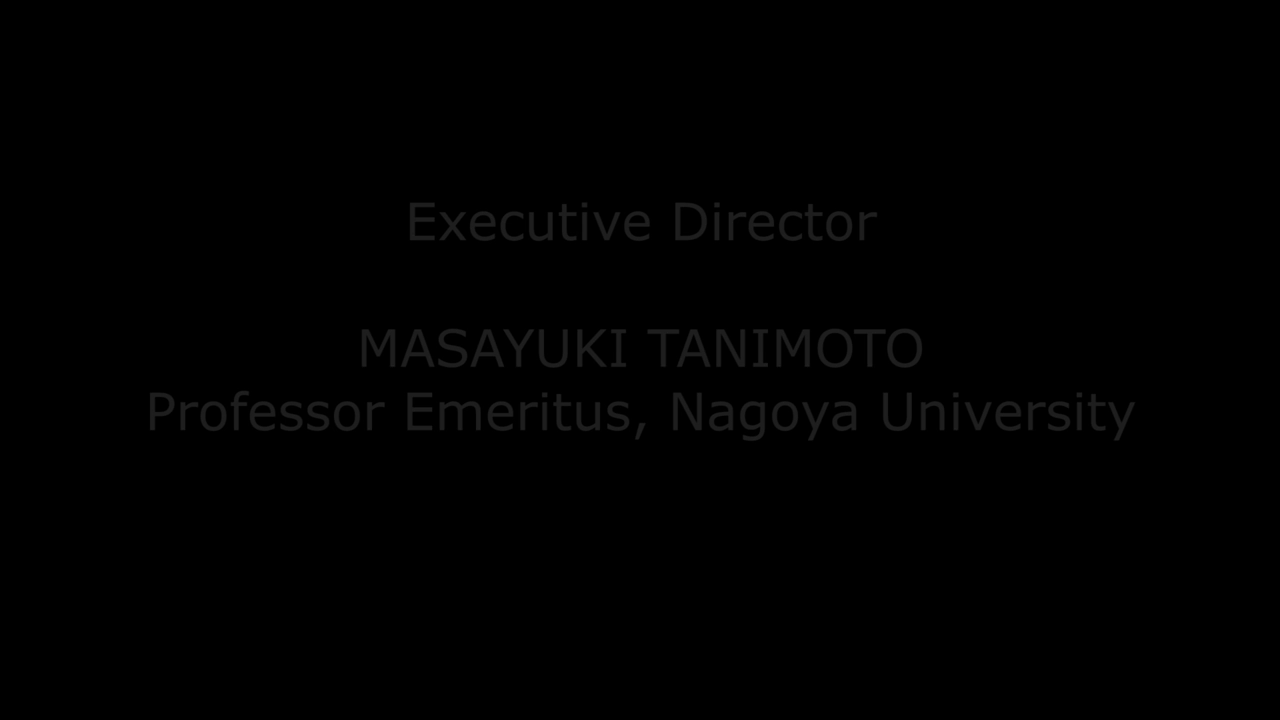 Executive Director
MASAYUKI TANIMOTO
Professor Emeritus, Nagoya University